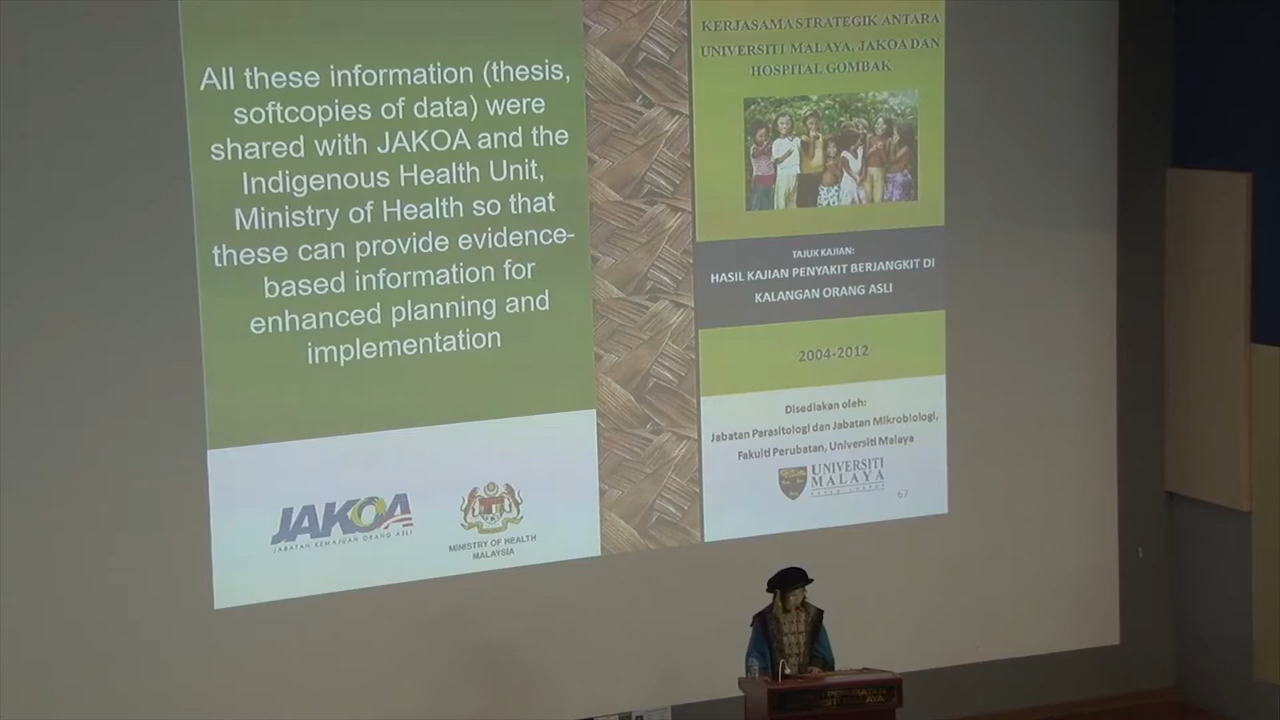 All these information (thesis,
softcopies of data) were
shared with JAKOA and the
Indigenous Health Unit,
Ministry of Health so that
these can provide evidence-
based information for
enhanced planning and
implementation
JAKOA
JABATAN KEMAJUAN ORANG ASLI
MINISTRY OF HEALTH
MALAYSIA
KERJASAMA STRATEGIK ANTARA
UNIVERSITI MALAYA, JAKOA DAN
HOSPITAL GOMBAK
TAJUK KAJIAN:
HASIL KAJIAN PENYAKIT BERJANGKIT DI
KALANGAN ORANG ASLI
2004-2012
Disediakan oleh:
Jabatan Parasitologi dan Jabatan Mikrobiologi,
Fakulti Perubatan, Universiti Malaya
UNIVERSITI
MALAYA
67
PERUBATAN